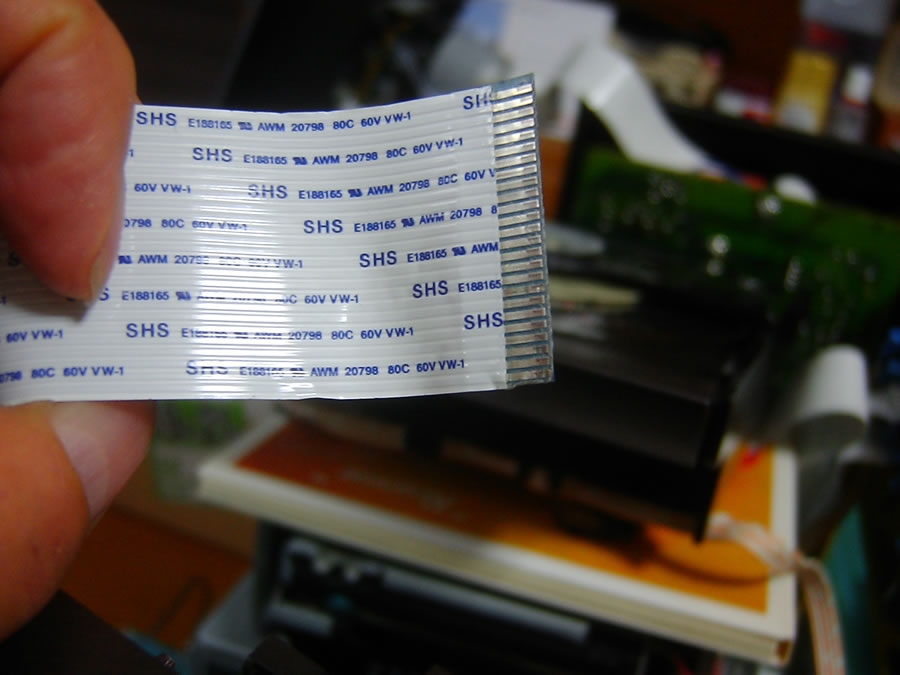 SHS E188165 AWM 20798 80C 60V VW-1 SHS
-1 SHS E188165 AWM 20798 80C 60V VW-1
60V VW-1 SHS E188165 AWM 20798 80C 60V V
0798 80C 60V VW-1 SHS E188165 AWM 20798 8
AWM 20798 80C 60V VW-1 SHS E188165 AWM
S E188165 AWM 20798 80C 60V VW-1 SHS E188165
60V VW-1 SHS E188165 AWM 20798 80C 60V VW-1 SHS
0798 80C 60V VW-1 SHS E188165 AWM 20798 80C 60V VW-1